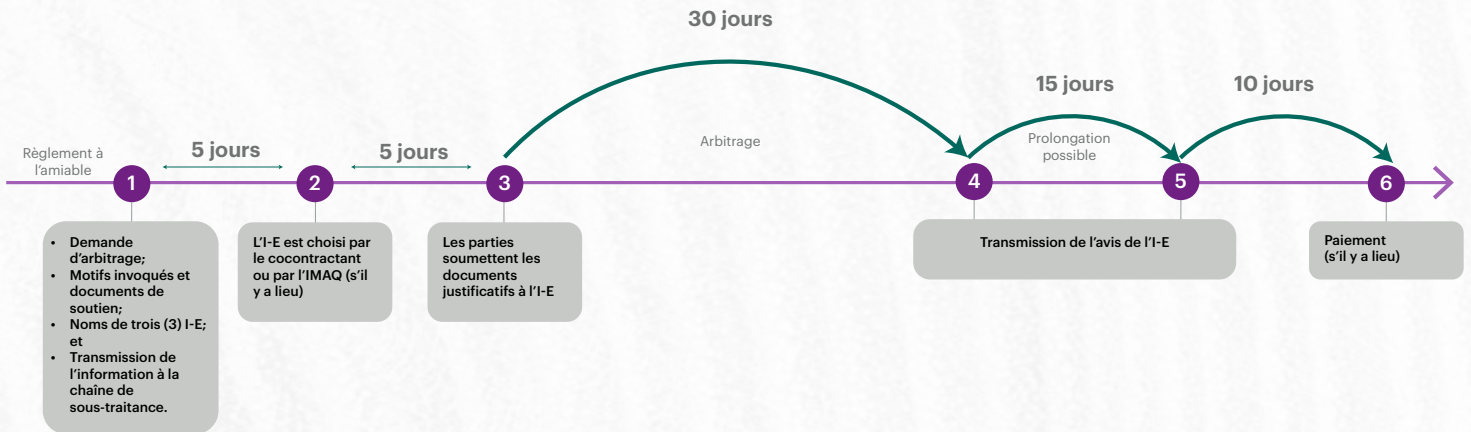 30 jours
15 jours
10 jours
Règlement à
l'amiable
5 jours
5 jours
Arbitrage
Prolongation
possible
1
2
3
4
5
6
• Demande
d'arbitrage;
• Motifs invoqués et
documents de
soutien;
• Noms de trois (3) I-E;
et
• Transmission de
l'information à la
chaîne de
sous-traitance.
L'I-E est choisi par
le cocontractant
ou par l'IMAQ (s'il
y a lieu)
Les parties
soumettent les
documents
justificatifs à l'I-E
Transmission de l'avis de l'I-E
Paiement
(s'il y a lieu)